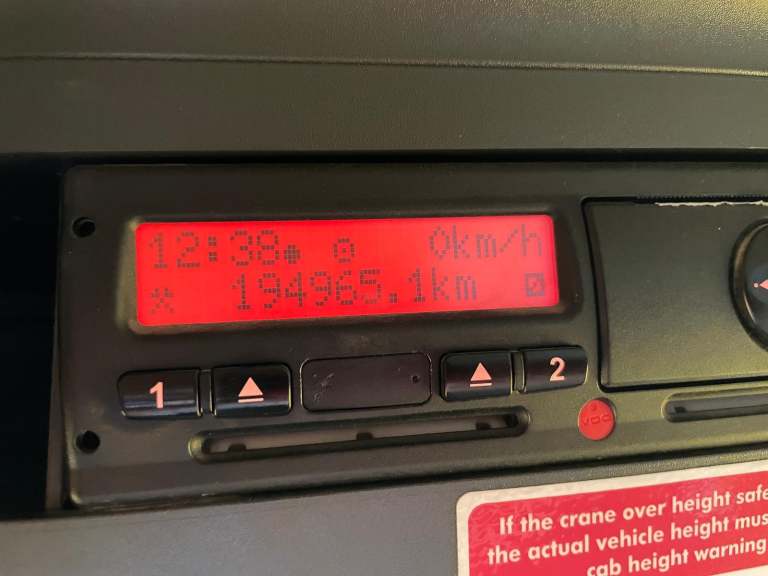 12:38 0km/h
194965.1km
1 2
VDO
If the crane over height safe
the actual vehicle height mus
cab height warning